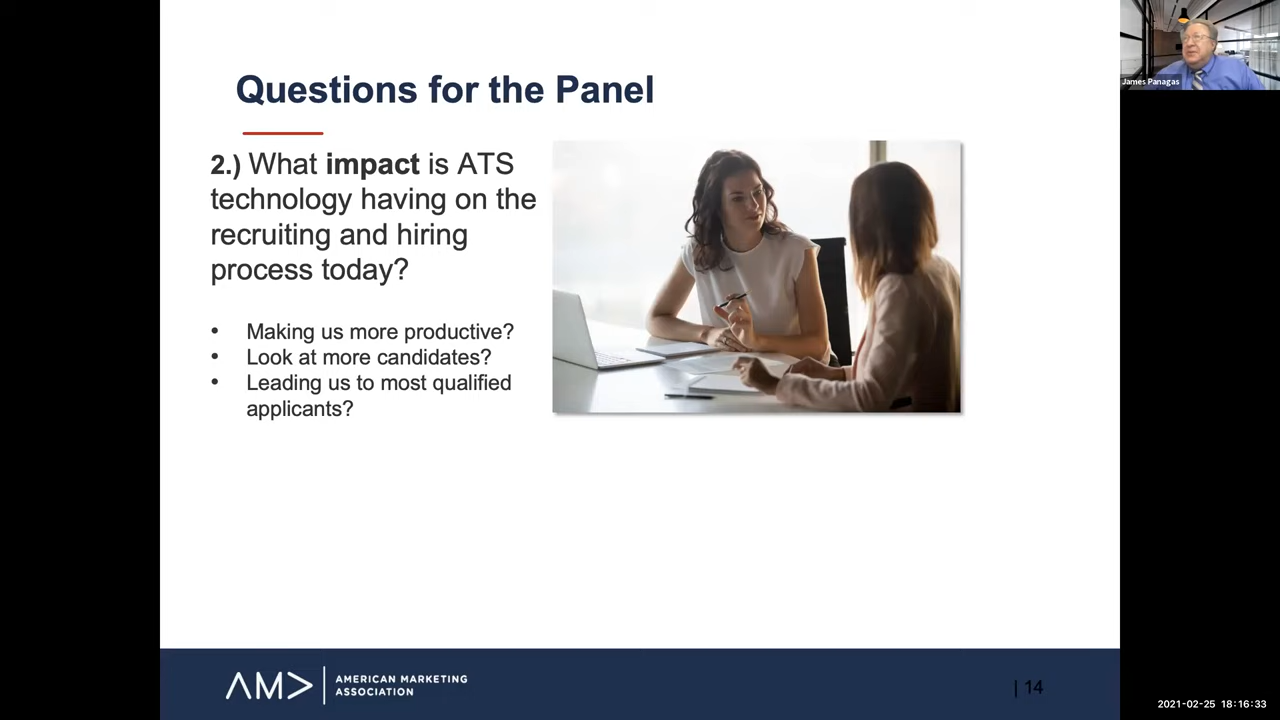 Questions for the Panel
2.) What impact is ATS
technology having on the
recruiting and hiring
process today?
• Making us more productive?
• Look at more candidates?
• Leading us to most qualified
applicants?
James Panagas
AMA
AMERICAN MARKETING
ASSOCIATION
| 14
2021-02-25 18:16:33